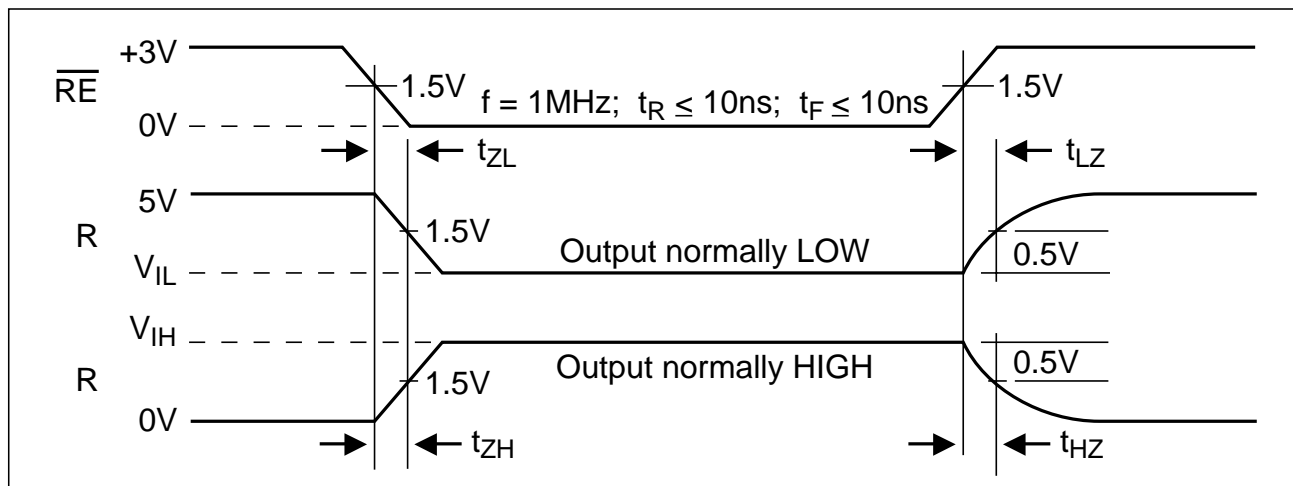 +3V
RE
1.5V
f = 1MHz; tR ≤ 10ns; tF ≤ 10ns
1.5V
0V
tZL
tLZ
5V
R
1.5V
Output normally LOW
0.5V
VIL
VIH
R
1.5V
Output normally HIGH
0.5V
0V
tZH
tHZ